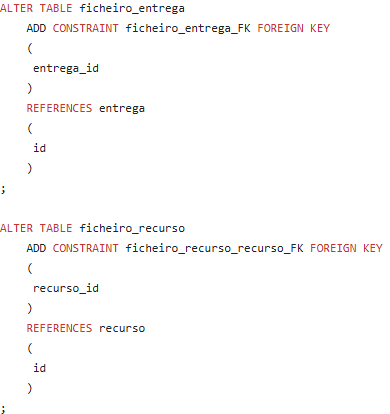 ALTER TABLE ficheiro_entrega
    ADD CONSTRAINT ficheiro_entrega_FK FOREIGN KEY
    (
     entrega_id
    )
    REFERENCES entrega
    (
     id
    )
;

ALTER TABLE ficheiro_recurso
    ADD CONSTRAINT ficheiro_recurso_recurso_FK FOREIGN KEY
    (
     recurso_id
    )
    REFERENCES recurso
    (
     id
    )
;